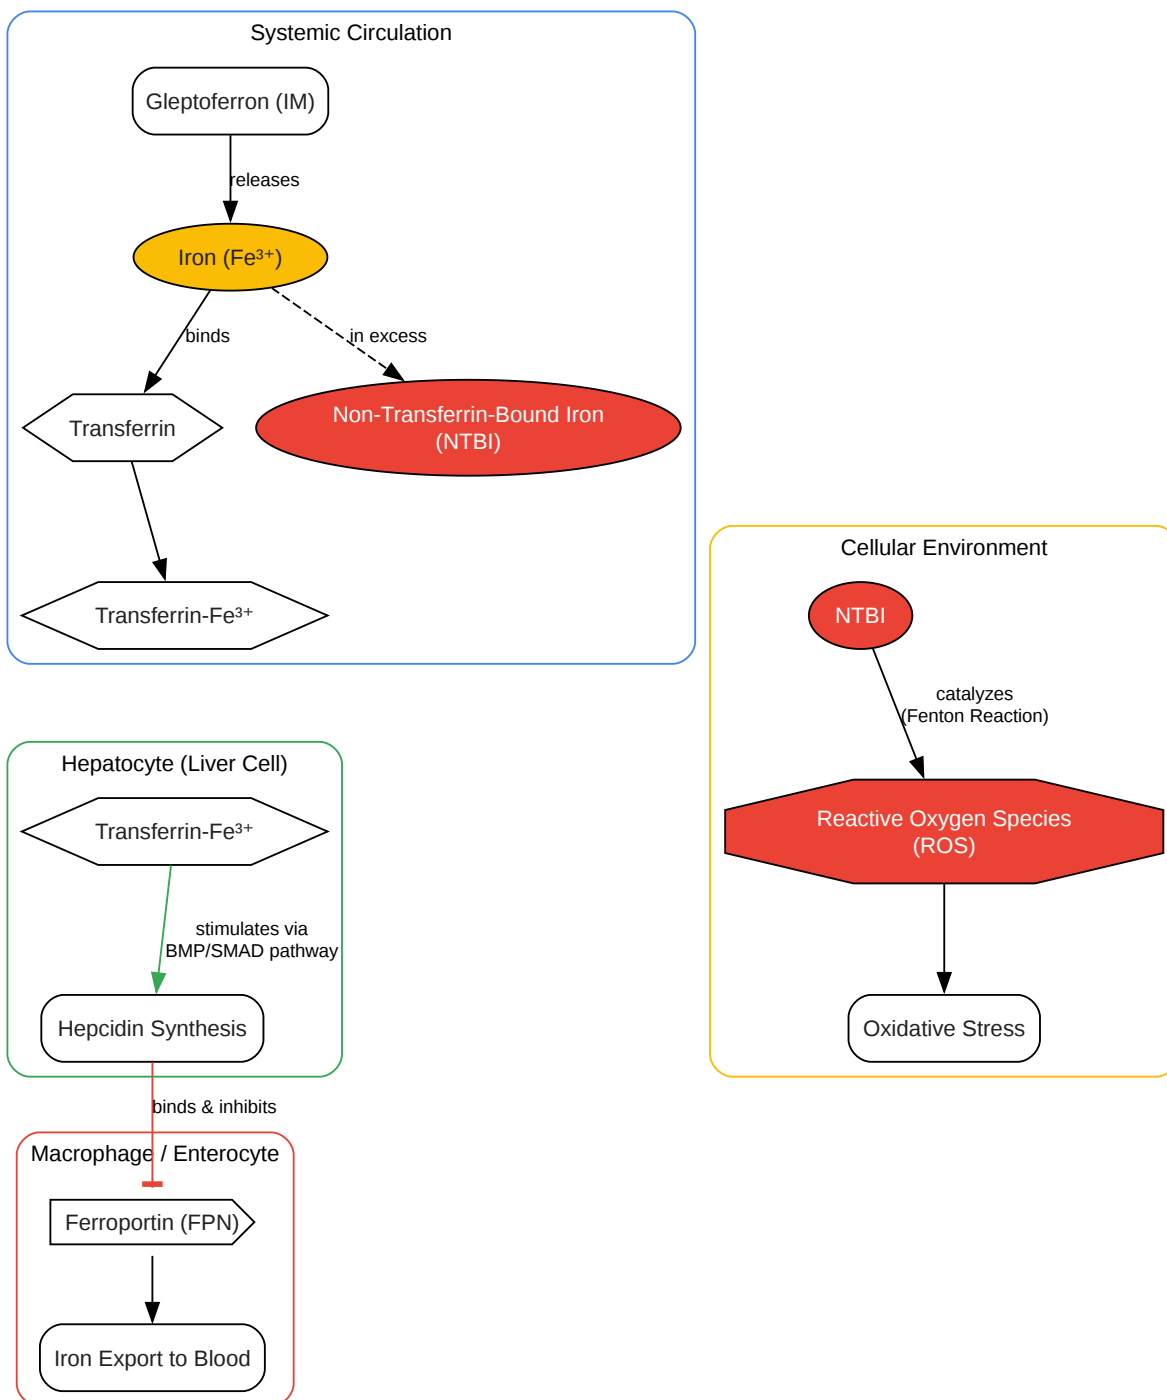 Systemic Circulation
Gleptoferron (IM)
releases
Iron (Fe³⁺)
binds
in excess
Transferrin
Non-Transferrin-Bound Iron
(NTBI)
Transferrin-Fe³⁺
Cellular Environment
NTBI
catalyzes
(Fenton Reaction)
Reactive Oxygen Species
(ROS)
Oxidative Stress
Hepatocyte (Liver Cell)
Transferrin-Fe³⁺
stimulates via
BMP/SMAD pathway
Hepcidin Synthesis
binds & inhibits
Macrophage / Enterocyte
Ferroportin (FPN)
Iron Export to Blood